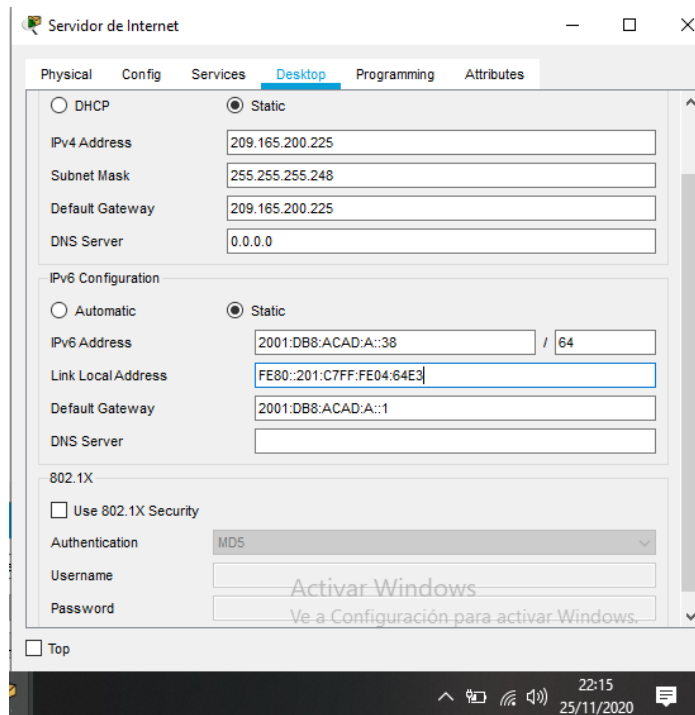 Servidor de Internet
Physical Config Services Desktop Programming Attributes
DHCP Static
IPv4 Address 209.165.200.225
Subnet Mask 255.255.255.248
Default Gateway 209.165.200.225
DNS Server 0.0.0.0
IPv6 Configuration
Automatic Static
IPv6 Address 2001:DB8:ACAD:A::38 / 64
Link Local Address FE80::201:C7FF:FE04:64E3
Default Gateway 2001:DB8:ACAD:A::1
DNS Server
802.1X
Use 802.1X Security
Authentication MD5
Username
Activar Windows
Password
Ve a Configuración para activar Windows.
Top
22:15
25/11/2020